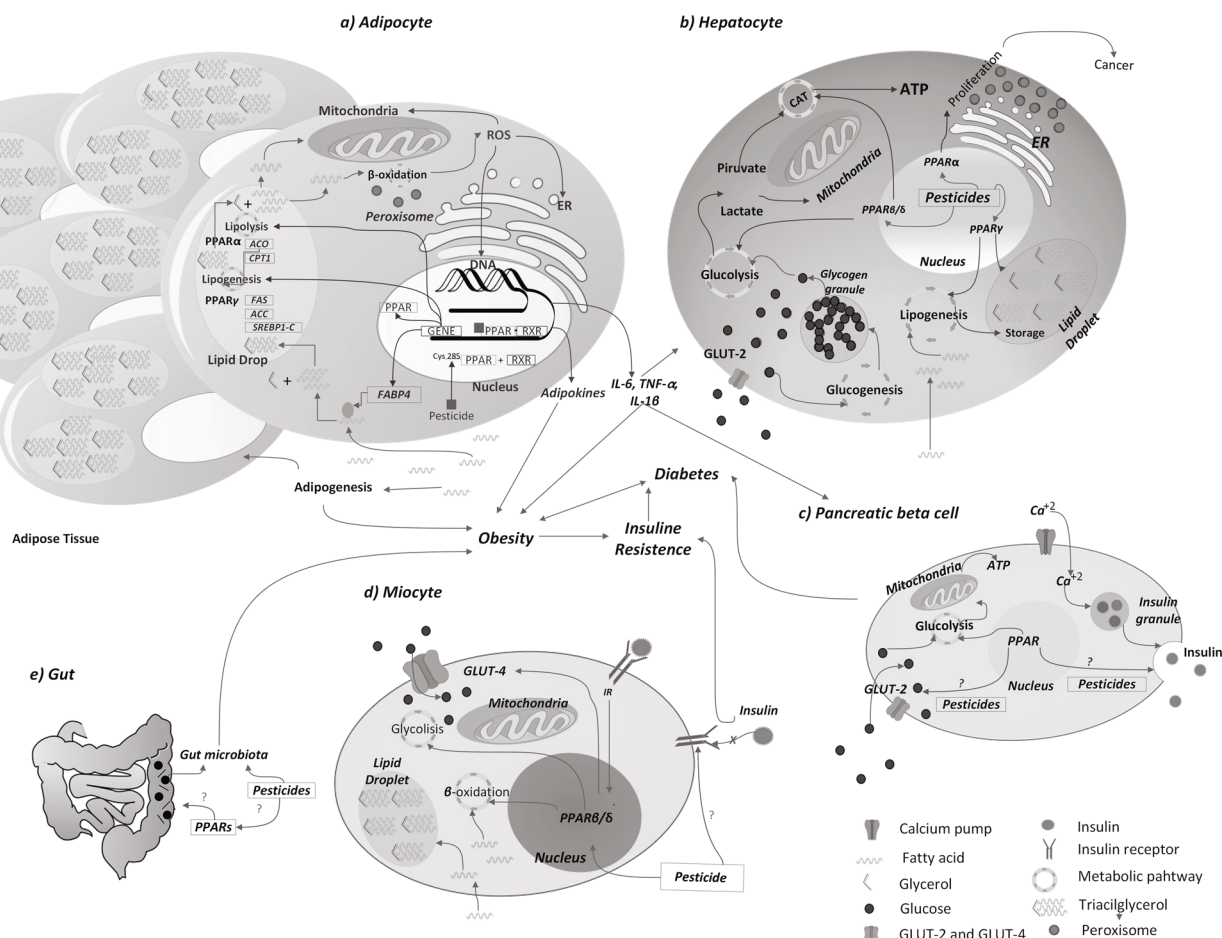 a) Adipocyte
Mitochondria
ROS
β-oxidation
Peroxisome
ER
+
Lipolysis
PPARα
ACO
CPT1
Lipogenesis
PPARγ
FAS
ACC
SREBP1-C
Lipid Drop
+
DNA
PPAR
GENE
PPAR + RXR
Cys 285
PPAR + RXR
Nucleus
FABP4
Pesticide
Adipokines
IL-6, TNF-α,
IL-1β
Adipogenesis
Adipose Tissue
Obesity
Diabetes
Insuline
Resistence
b) Hepatocyte
Proliferation
Cancer
CAT
ATP
ER
Piruvate
Mitochondria
Lactate
PPARα
Pesticides
PPARβ/δ
PPARγ
Nucleus
Glucolysis
Glycogen
granule
Lipogenesis
Storage
Lipid
Droplet
GLUT-2
Glucogenesis
c) Pancreatic beta cell
Ca+2
Mitochondria
ATP
Ca+2
Insulin
granule
Glucolysis
PPAR
Insulin
?
Pesticides
Nucleus
?
GLUT-2
Pesticides
d) Miocyte
GLUT-4
IR
Mitochondria
Glycolisis
Insulin
X
Lipid
Droplet
β-oxidation
PPARβ/δ
Nucleus
?
Pesticide
e) Gut
Gut microbiota
Pesticides
?
?
PPARs
Calcium pump
Fatty acid
Glycerol
Glucose
GLUT-2 and GLUT-4
Insulin
Insulin receptor
Metabolic pahtway
Triacilglycerol
Peroxisome